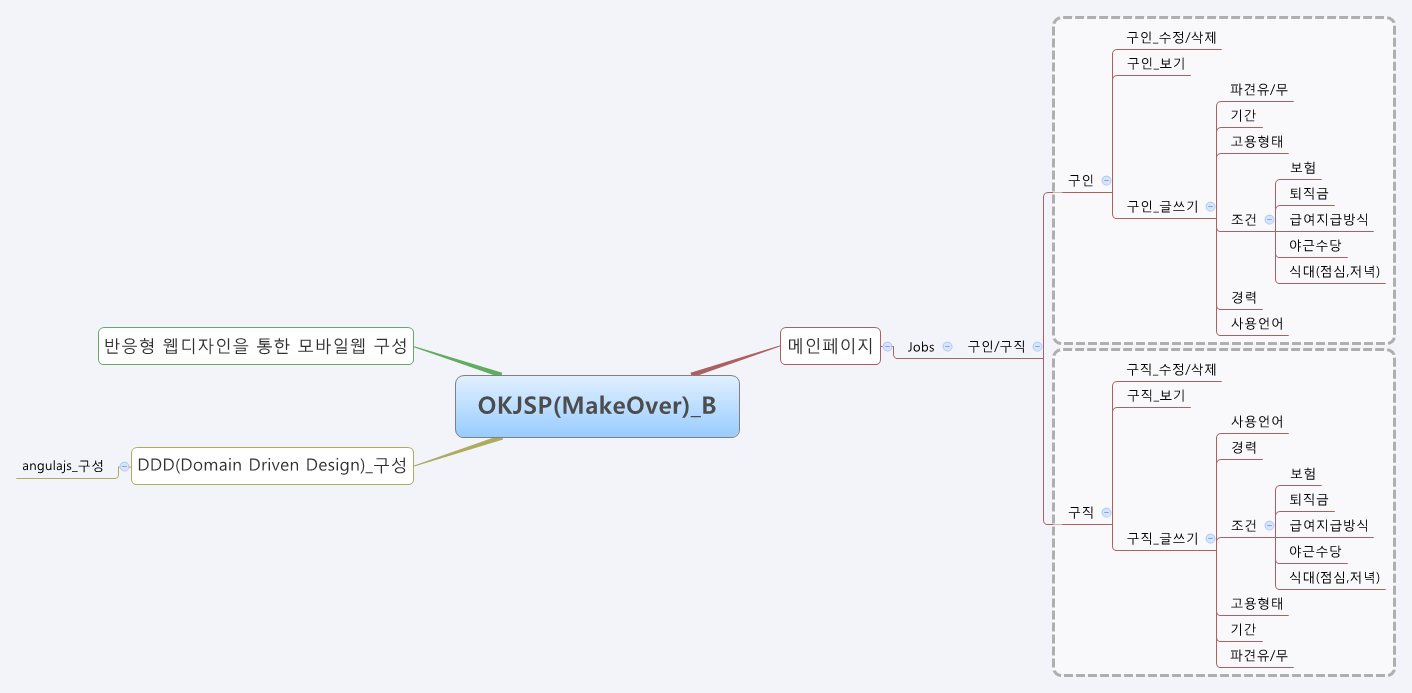 OKJSP(MakeOver)_B
메인페이지
Jobs
구인/구직
구인
구인_수정/삭제
구인_보기
구인_글쓰기
파견유/무
기간
고용형태
조건
보험
퇴직금
급여지급방식
야근수당
식대(점심,저녁)
경력
사용언어
구직
구직_수정/삭제
구직_보기
구직_글쓰기
사용언어
경력
조건
보험
퇴직금
급여지급방식
야근수당
식대(점심,저녁)
고용형태
기간
파견유/무
반응형 웹디자인을 통한 모바일웹 구성
DDD(Domain Driven Design)_구성
angulajs_구성